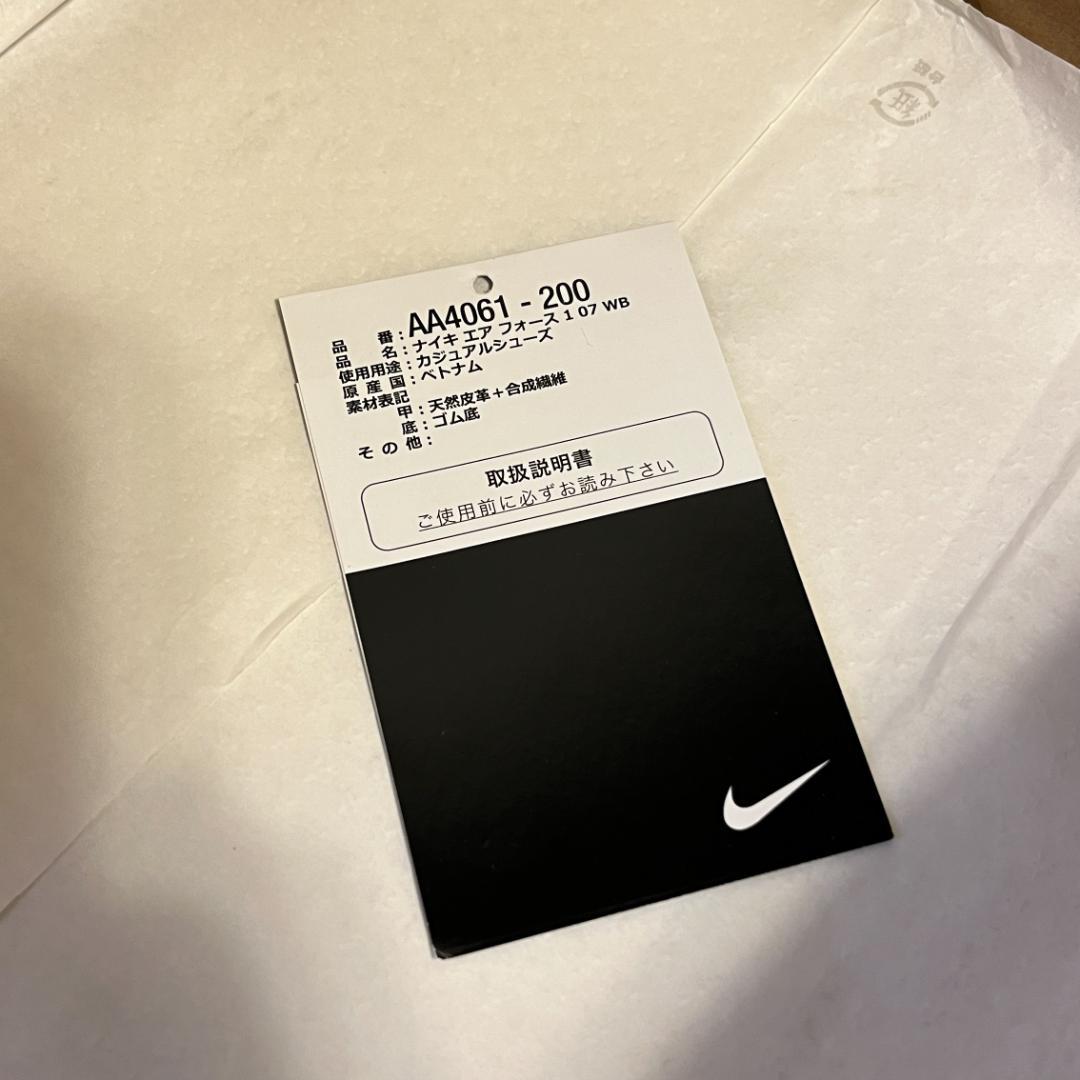 品番：AA4061 - 200
品名：ナイキ エア フォース 1 07 WB
使用用途：カジュアルシューズ
原産国：ベトナム
素材表記
甲：天然皮革＋合成繊維
底：ゴム底
その他：
取扱説明書
ご使用前に必ずお読み下さい